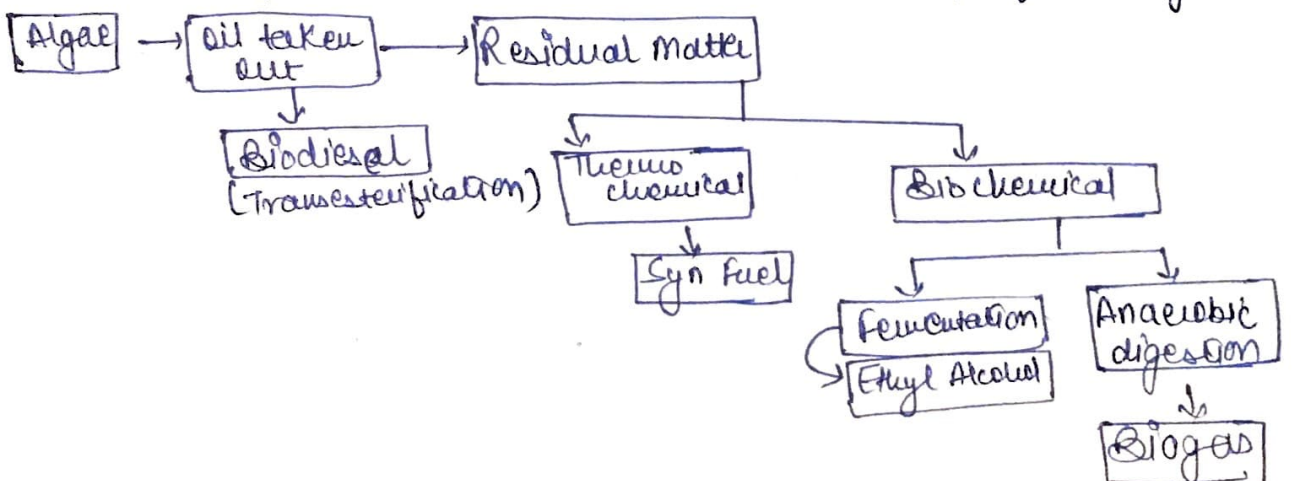 Algae
Oil taken
out
Residual Matter
Biodiesel
(Transesterification)
Thermo
chemical
Biochemical
Syn Fuel
Fermentation
Anaerobic
digestion
Ethyl Alcohol
Biogas